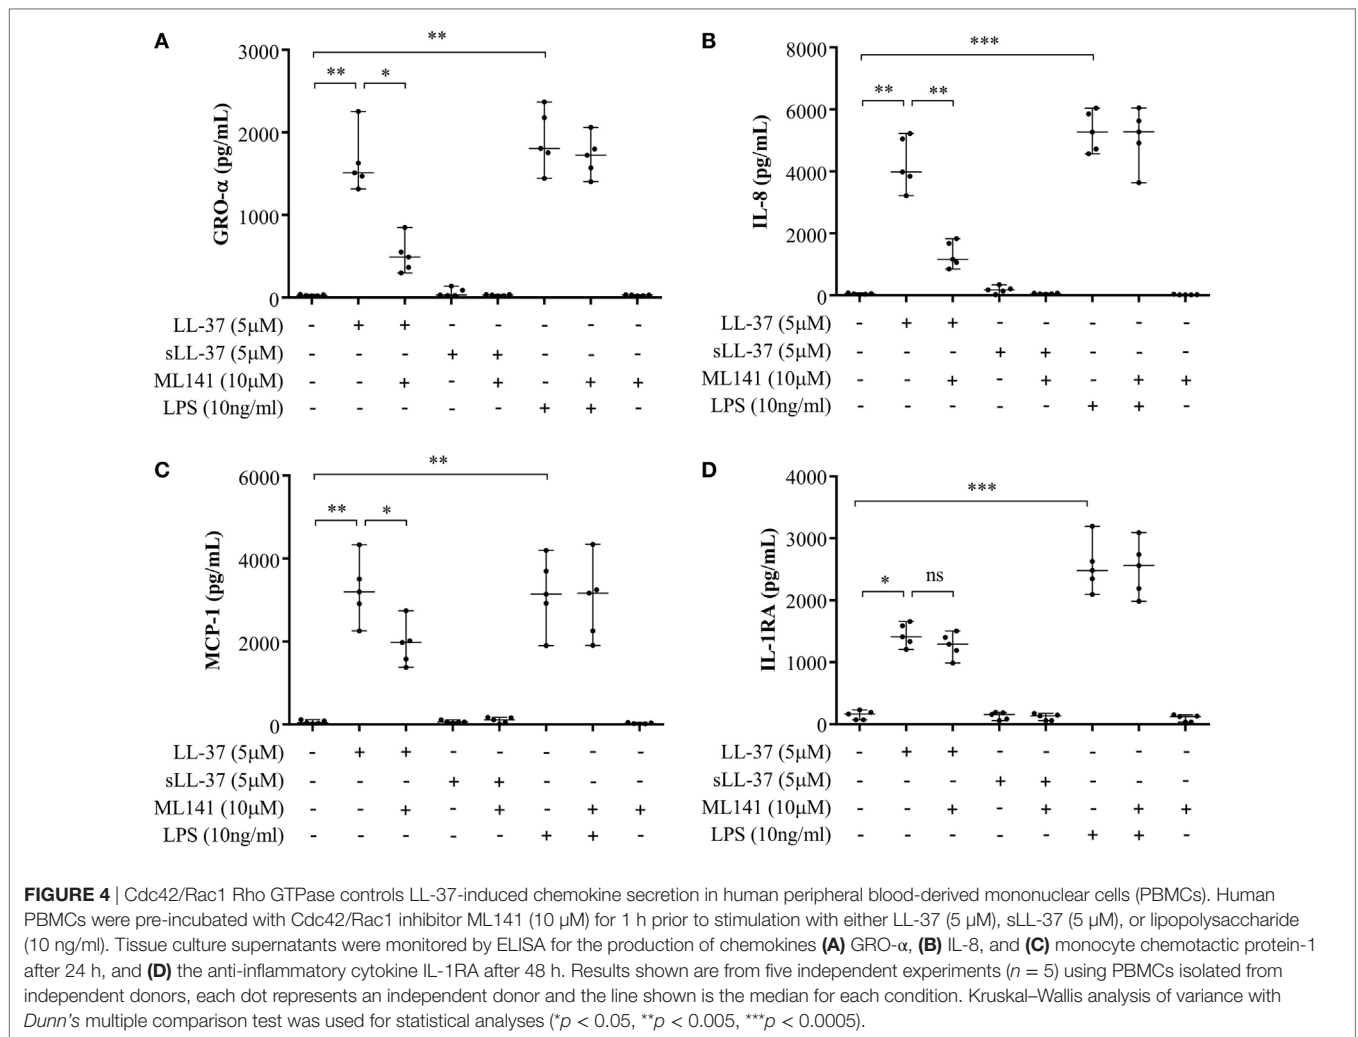 A
**
** *
3000
2000
1000
0
GRO-α (pg/mL)
LL-37 (5μM) - + + - - - - -
sLL-37 (5μM) - - - + + - - -
ML141 (10μM) - - + - + - + +
LPS (10ng/ml) - - - - - + + -
B
***
** **
8000
6000
4000
2000
0
IL-8 (pg/mL)
LL-37 (5μM) - + + - - - - -
sLL-37 (5μM) - - - + + - - -
ML141 (10μM) - - + - + - + +
LPS (10ng/ml) - - - - - + + -
C
**
** *
6000
4000
2000
0
MCP-1 (pg/mL)
LL-37 (5μM) - + + - - - - -
sLL-37 (5μM) - - - + + - - -
ML141 (10μM) - - + - + - + +
LPS (10ng/ml) - - - - - + + -
D
***
* ns
4000
3000
2000
1000
0
IL-1RA (pg/mL)
LL-37 (5μM) - + + - - - - -
sLL-37 (5μM) - - - + + - - -
ML141 (10μM) - - + - + - + +
LPS (10ng/ml) - - - - - + + -
FIGURE 4 | Cdc42/Rac1 Rho GTPase controls LL-37-induced chemokine secretion in human peripheral blood-derived mononuclear cells (PBMCs). Human
PBMCs were pre-incubated with Cdc42/Rac1 inhibitor ML141 (10 μM) for 1 h prior to stimulation with either LL-37 (5 μM), sLL-37 (5 μM), or lipopolysaccharide
(10 ng/ml). Tissue culture supernatants were monitored by ELISA for the production of chemokines (A) GRO-α, (B) IL-8, and (C) monocyte chemotactic protein-1
after 24 h, and (D) the anti-inflammatory cytokine IL-1RA after 48 h. Results shown are from five independent experiments (n = 5) using PBMCs isolated from
independent donors, each dot represents an independent donor and the line shown is the median for each condition. Kruskal–Wallis analysis of variance with
Dunn's multiple comparison test was used for statistical analyses (*p < 0.05, **p < 0.005, ***p < 0.0005).